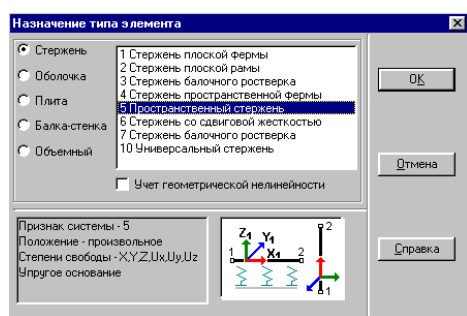 Назначение типа элемента
Стержень
Оболочка
Плита
Балка-стенка
Объемный
1 Стержень плоской фермы
2 Стержень плоской рамы
3 Стержень балочного ростверка
4 Стержень пространственной фермы
5 Пространственный стержень
6 Стержень со сдвиговой жесткостью
7 Стержень балочного ростверка
10 Универсальный стержень
Учет геометрической нелинейности
OK
Отмена
Справка
Признак системы - 5
Положение - произвольное
Степени свободы - X,Y,Z,Ux,Uy,Uz
Упругое основание
Z1 Y1
1 X1 2
2
1